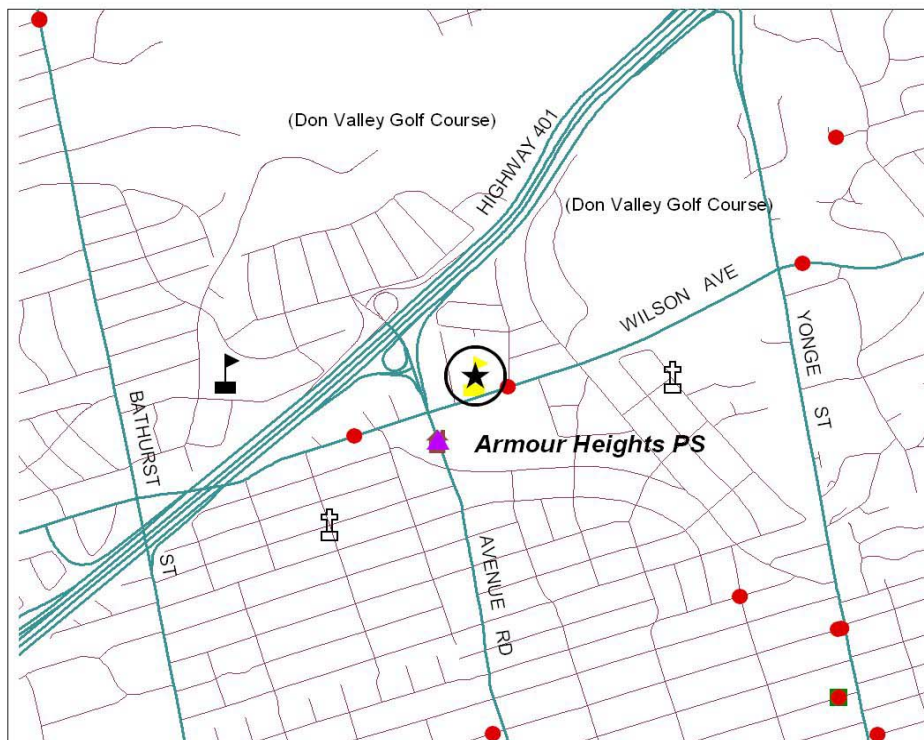 (Don Valley Golf Course)
HIGHWAY 401
(Don Valley Golf Course)
WILSON AVE
YONGE ST
BATHURST ST
Armour Heights PS
AVENUE RD